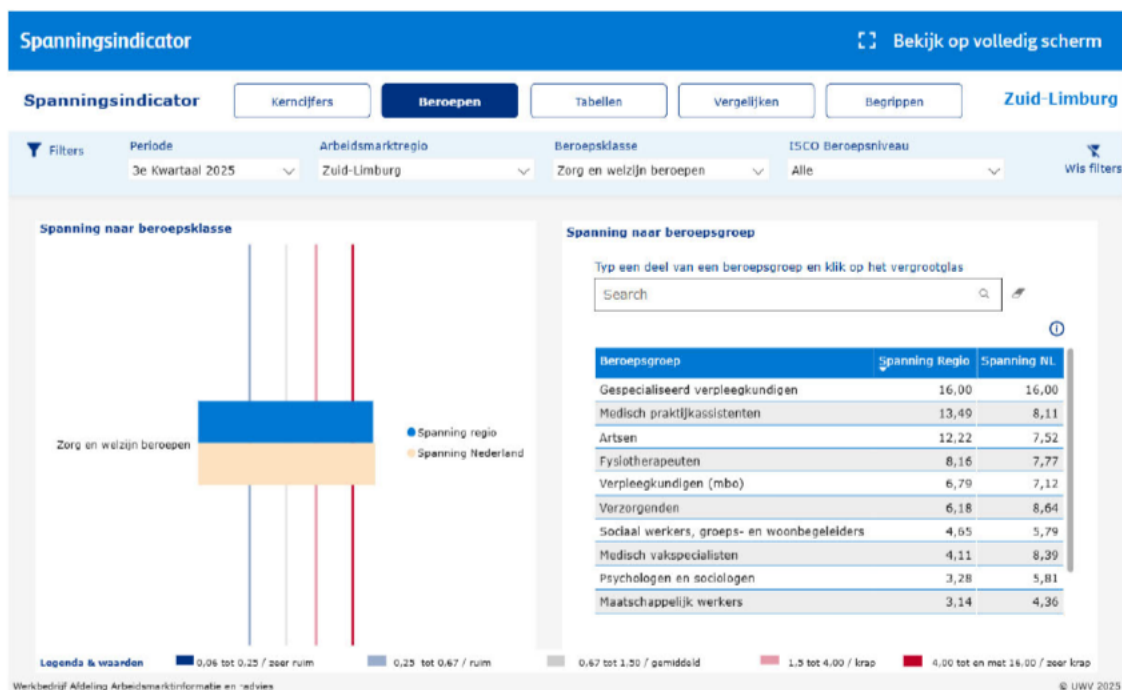 Spanningsindicator
Bekijk op volledig scherm
Spanningsindicator
Kerncijfers
Beroepen
Tabellen
Vergelijken
Begrippen
Zuid-Limburg
Filters
Periode
Arbeidsmarktregio
Beroepsklasse
ISCO Beroepsniveau
3e Kwartaal 2025
Zuid-Limburg
Zorg en welzijn beroepen
Alle
Wis filters
Spanning naar beroepsklasse
Zorg en welzijn beroepen
Spanning regio
Spanning Nederland
Spanning naar beroepsgroep
Typ een deel van een beroepsgroep en klik op het vergrootglas
Search
Beroepsgroep Spanning Regio Spanning NL
Gespecialiseerd verpleegkundigen 16,00 16,00
Medisch praktijkassistenten 13,49 8,11
Artsen 12,22 7,52
Fysiotherapeuten 8,16 7,77
Verpleegkundigen (mbo) 6,79 7,12
Verzorgenden 6,18 8,64
Sociaal werkers, groeps- en woonbegeleiders 4,65 5,79
Medisch vakspecialisten 4,11 8,39
Psychologen en sociologen 3,28 5,81
Maatschappelijk werkers 3,14 4,36
Legenda & waarden 0,06 tot 0,25 / zeer ruim 0,25 tot 0,67 / ruim 0,67 tot 1,50 / gemiddeld 1,5 tot 4,00 / krap 4,00 tot en met 16,00 / zeer krap
Werkbedrijf Afdeling Arbeidsmarktinformatie en -advies
© UWV 2025